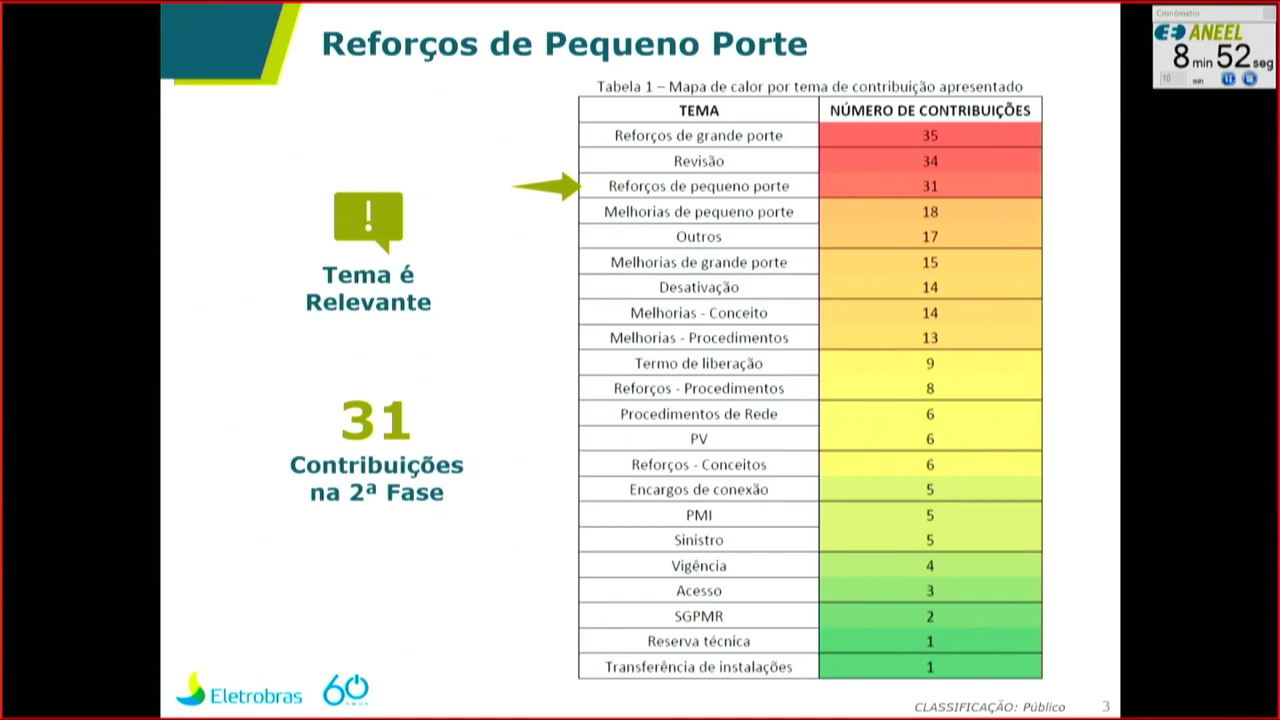 Reforços de Pequeno Porte
Cronômetro
ANEEL
8 min 52 seg
10 min
Tabela 1 – Mapa de calor por tema de contribuição apresentado
TEMA NÚMERO DE CONTRIBUIÇÕES
Reforços de grande porte 35
Revisão 34
Reforços de pequeno porte 31
Melhorias de pequeno porte 18
Outros 17
Melhorias de grande porte 15
Desativação 14
Melhorias - Conceito 14
Melhorias - Procedimentos 13
Termo de liberação 9
Reforços - Procedimentos 8
Procedimentos de Rede 6
PV 6
Reforços - Conceitos 6
Encargos de conexão 5
PMI 5
Sinistro 5
Vigência 4
Acesso 3
SGPMR 2
Reserva técnica 1
Transferência de instalações 1
!
Tema é
Relevante
31
Contribuições
na 2ª Fase
Eletrobras 60
ANOS
CLASSIFICAÇÃO: Público 3